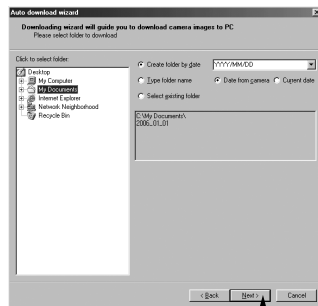 Auto download wizard
Downloading wizard will guide you to download camera images to PC
Please select folder to download
Click to select folder:
Desktop
My Computer
My Documents
Internet Explorer
Network Neighborhood
Recycle Bin
Create folder by date
YYYY/MM/DD
Type folder name
Date from camera
Current date
Select existing folder
C:\My Documents\
2006_01_01
< Back
Next >
Cancel